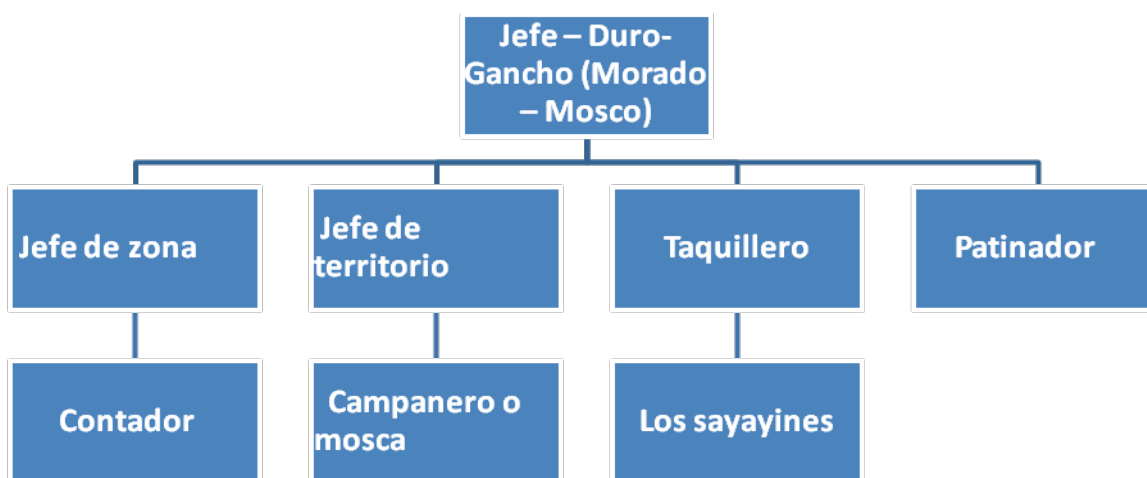 Jefe – Duro-
Gancho (Morado
– Mosco)
Jefe de zona
Jefe de
territorio
Taquillero
Patinador
Contador
Campanero o
mosca
Los sayayines